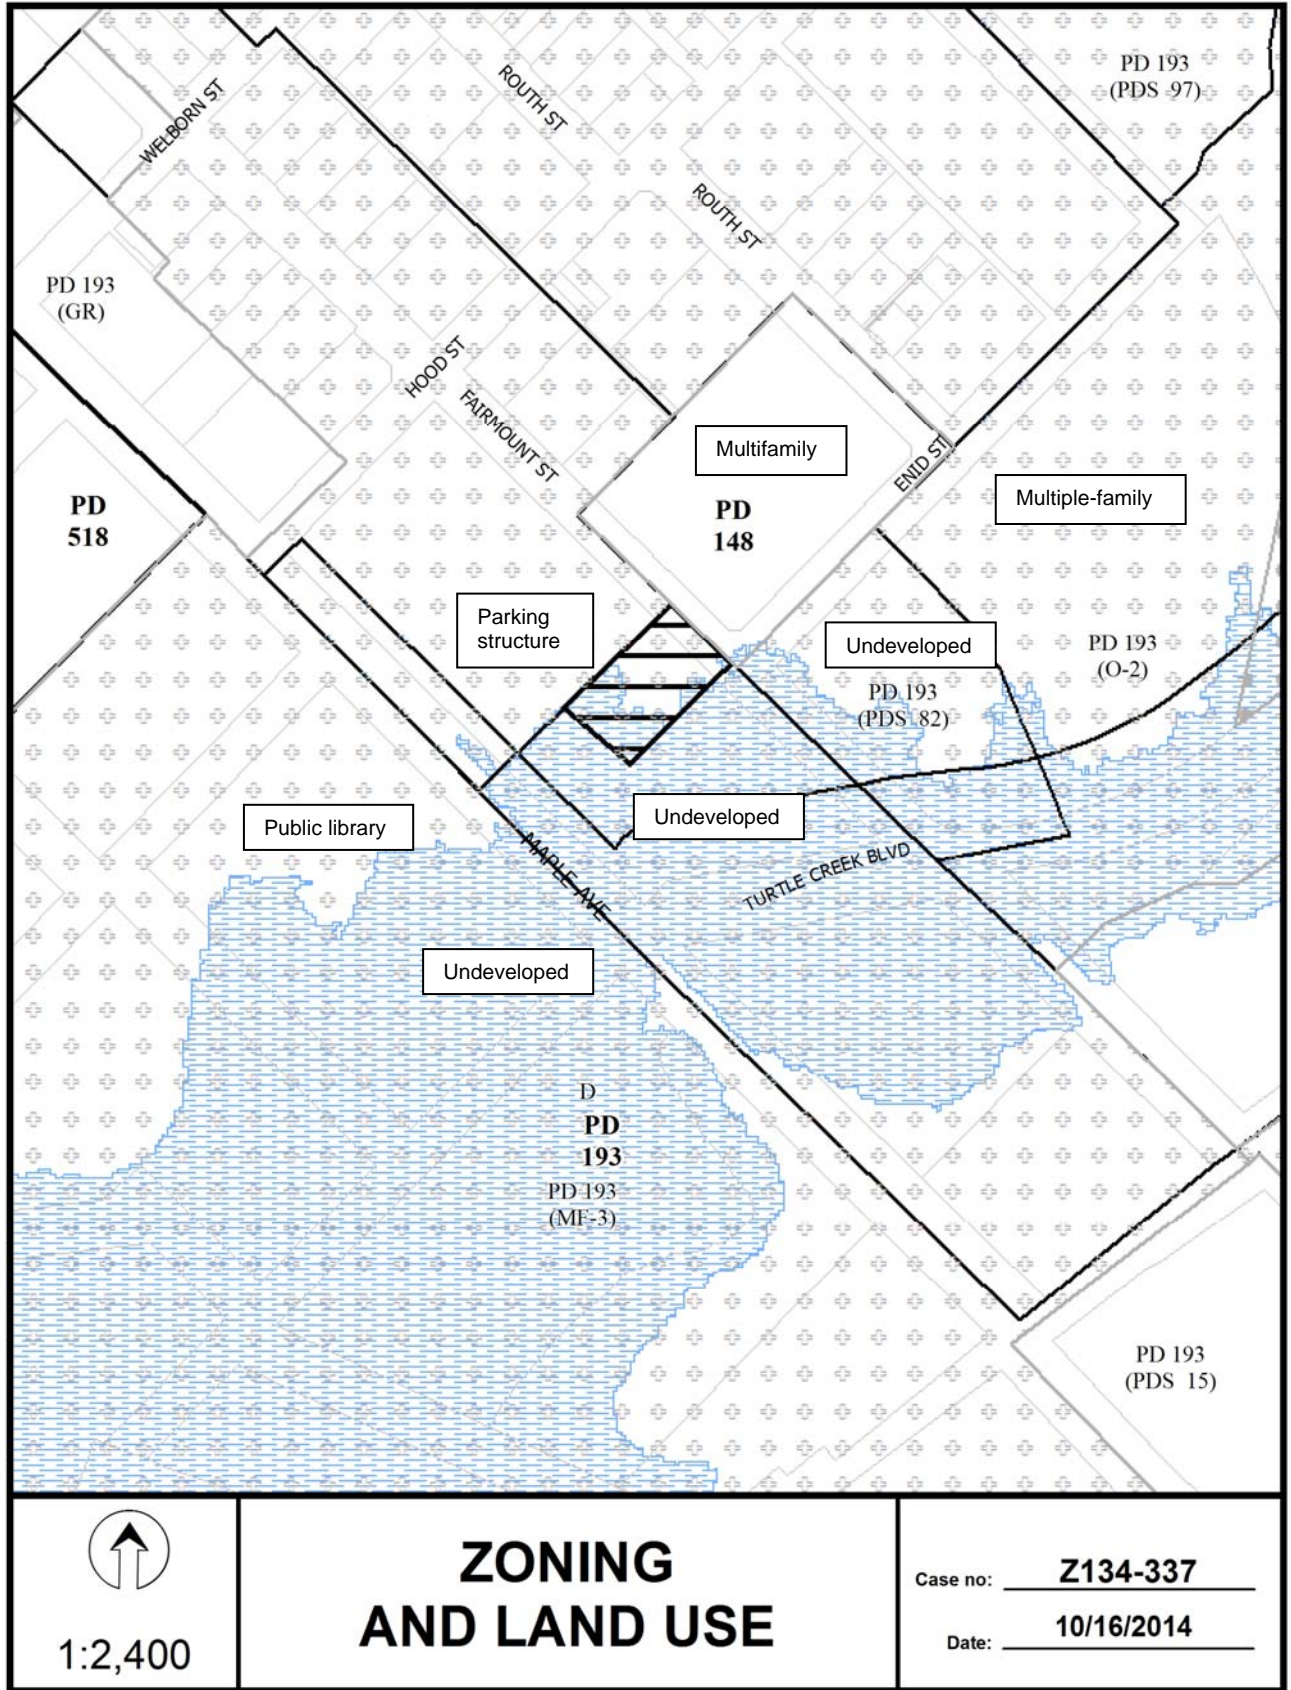 PD 193
(PDS 97)
WELBORN ST
ROUTH ST
ROUTH ST
PD 193
(GR)
HOOD ST
FAIRMOUNT ST
Multifamily
ENID ST
Multiple-family
PD
518
PD
148
Parking
structure
Undeveloped
PD 193
(O-2)
PD 193
(PDS 82)
Undeveloped
Public library
MAPLE AVE
TURTLE CREEK BLVD
Undeveloped
D
PD
193
PD 193
(MF-3)
PD 193
(PDS 15)
1:2,400
ZONING
AND LAND USE
Case no: Z134-337
Date: 10/16/2014